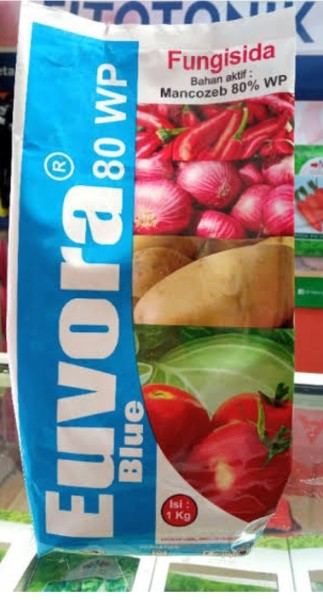 FITOTONIK
Fungisida
Bahan aktif :
Mancozeb 80% WP
Euvora® 80 WP
Blue
Isi :
1 Kg